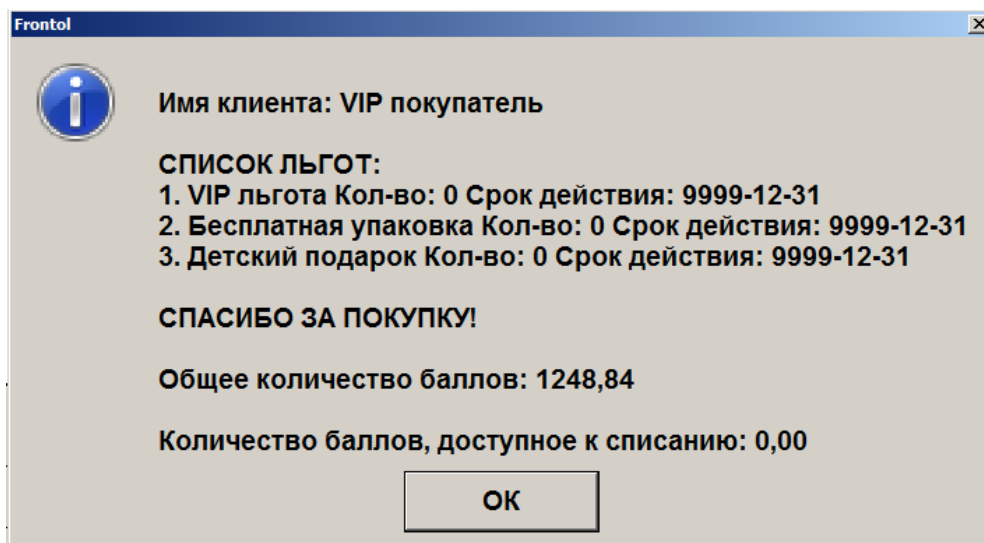 Frontol
Имя клиента: VIP покупатель
СПИСОК ЛЬГОТ:
1. VIP льгота Кол-во: 0 Срок действия: 9999-12-31
2. Бесплатная упаковка Кол-во: 0 Срок действия: 9999-12-31
3. Детский подарок Кол-во: 0 Срок действия: 9999-12-31
СПАСИБО ЗА ПОКУПКУ!
Общее количество баллов: 1248,84
Количество баллов, доступное к списанию: 0,00
ОК